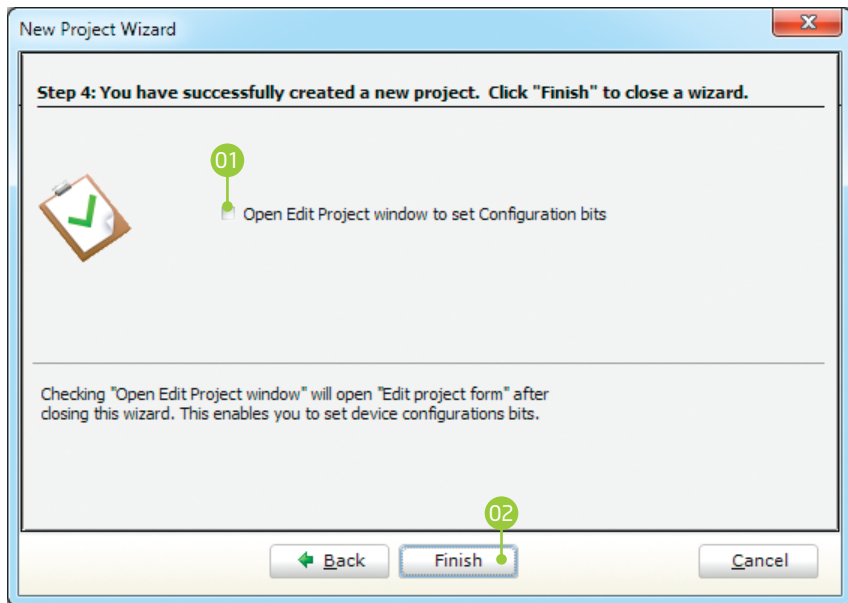 New Project Wizard
x
Step 4: You have successfully created a new project. Click "Finish" to close a wizard.
01
Open Edit Project window to set Configuration bits
Checking "Open Edit Project window" will open "Edit project form" after
closing this wizard. This enables you to set device configurations bits.
02
Back Finish Cancel